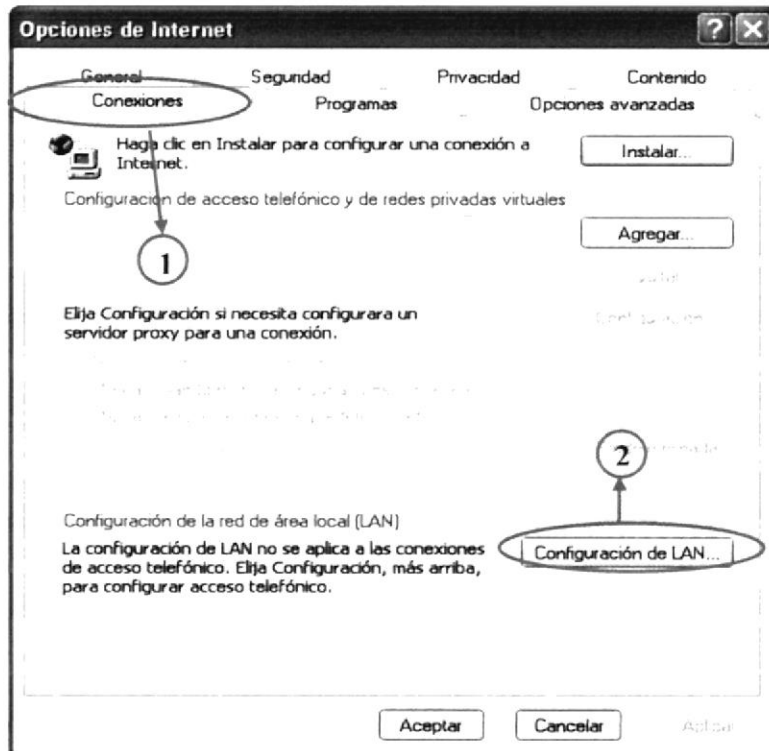 Opciones de Internet
General Seguridad Privacidad Contenido
Conexiones Programas Opciones avanzadas
Haga clic en Instalar para configurar una conexión a
Internet.
Instalar...
Configuración de acceso telefónico y de redes privadas virtuales
Agregar...
1
Elija Configuración si necesita configurara un
servidor proxy para una conexión.
2
Configuración de la red de área local (LAN)
La configuración de LAN no se aplica a las conexiones
de acceso telefónico. Elija Configuración, más arriba,
para configurar acceso telefónico.
Configuración de LAN...
Aceptar Cancelar Aplicar